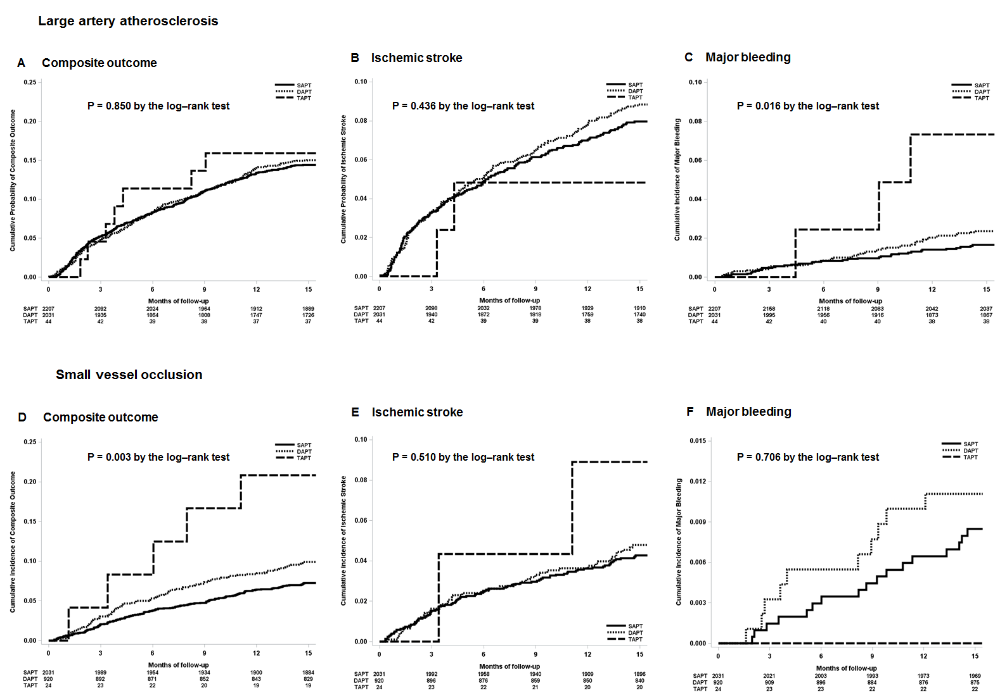 Large artery atherosclerosis
A Composite outcome
Cumulative Probability of Composite Outcome
0.25
0.20
0.15
0.10
0.05
0.00
P = 0.850 by the log–rank test
SAPT
DAPT
TAPT
0 3 6 9 12 15
Months of follow-up
SAPT 2207 2092 2024 1964 1912 1889
DAPT 2031 1935 1864 1808 1747 1726
TAPT 44 42 39 38 37 37
B Ischemic stroke
Cumulative Probability of Ischemic Stroke
0.10
0.08
0.06
0.04
0.02
0.00
P = 0.436 by the log–rank test
SAPT
DAPT
TAPT
0 3 6 9 12 15
Months of follow-up
SAPT 2207 2098 2032 1978 1929 1910
DAPT 2031 1940 1872 1818 1759 1740
TAPT 44 42 39 39 38 38
C Major bleeding
Cumulative Incidence of Major Bleeding
0.10
0.08
0.06
0.04
0.02
0.00
P = 0.016 by the log–rank test
SAPT
DAPT
TAPT
0 3 6 9 12 15
Months of follow-up
SAPT 2207 2158 2118 2083 2042 2037
DAPT 2031 1995 1956 1916 1873 1867
TAPT 44 42 40 40 38 38
Small vessel occlusion
D Composite outcome
Cumulative Incidence of Composite Outcome
0.25
0.20
0.15
0.10
0.05
0.00
P = 0.003 by the log–rank test
SAPT
DAPT
TAPT
0 3 6 9 12 15
Months of follow-up
SAPT 2031 1989 1954 1934 1900 1884
DAPT 920 892 871 852 843 829
TAPT 24 23 22 20 19 19
E Ischemic stroke
Cumulative Incidence of Ischemic Stroke
0.10
0.08
0.06
0.04
0.02
0.00
P = 0.510 by the log–rank test
SAPT
DAPT
TAPT
0 3 6 9 12 15
Months of follow-up
SAPT 2031 1992 1958 1940 1909 1896
DAPT 920 896 876 859 850 840
TAPT 24 23 22 21 20 20
F Major bleeding
Cumulative Incidence of Major Bleeding
0.015
0.012
0.009
0.006
0.003
0.000
P = 0.706 by the log–rank test
SAPT
DAPT
TAPT
0 3 6 9 12 15
Months of follow-up
SAPT 2031 2021 2003 1993 1973 1969
DAPT 920 909 896 884 876 875
TAPT 24 23 23 22 22 22